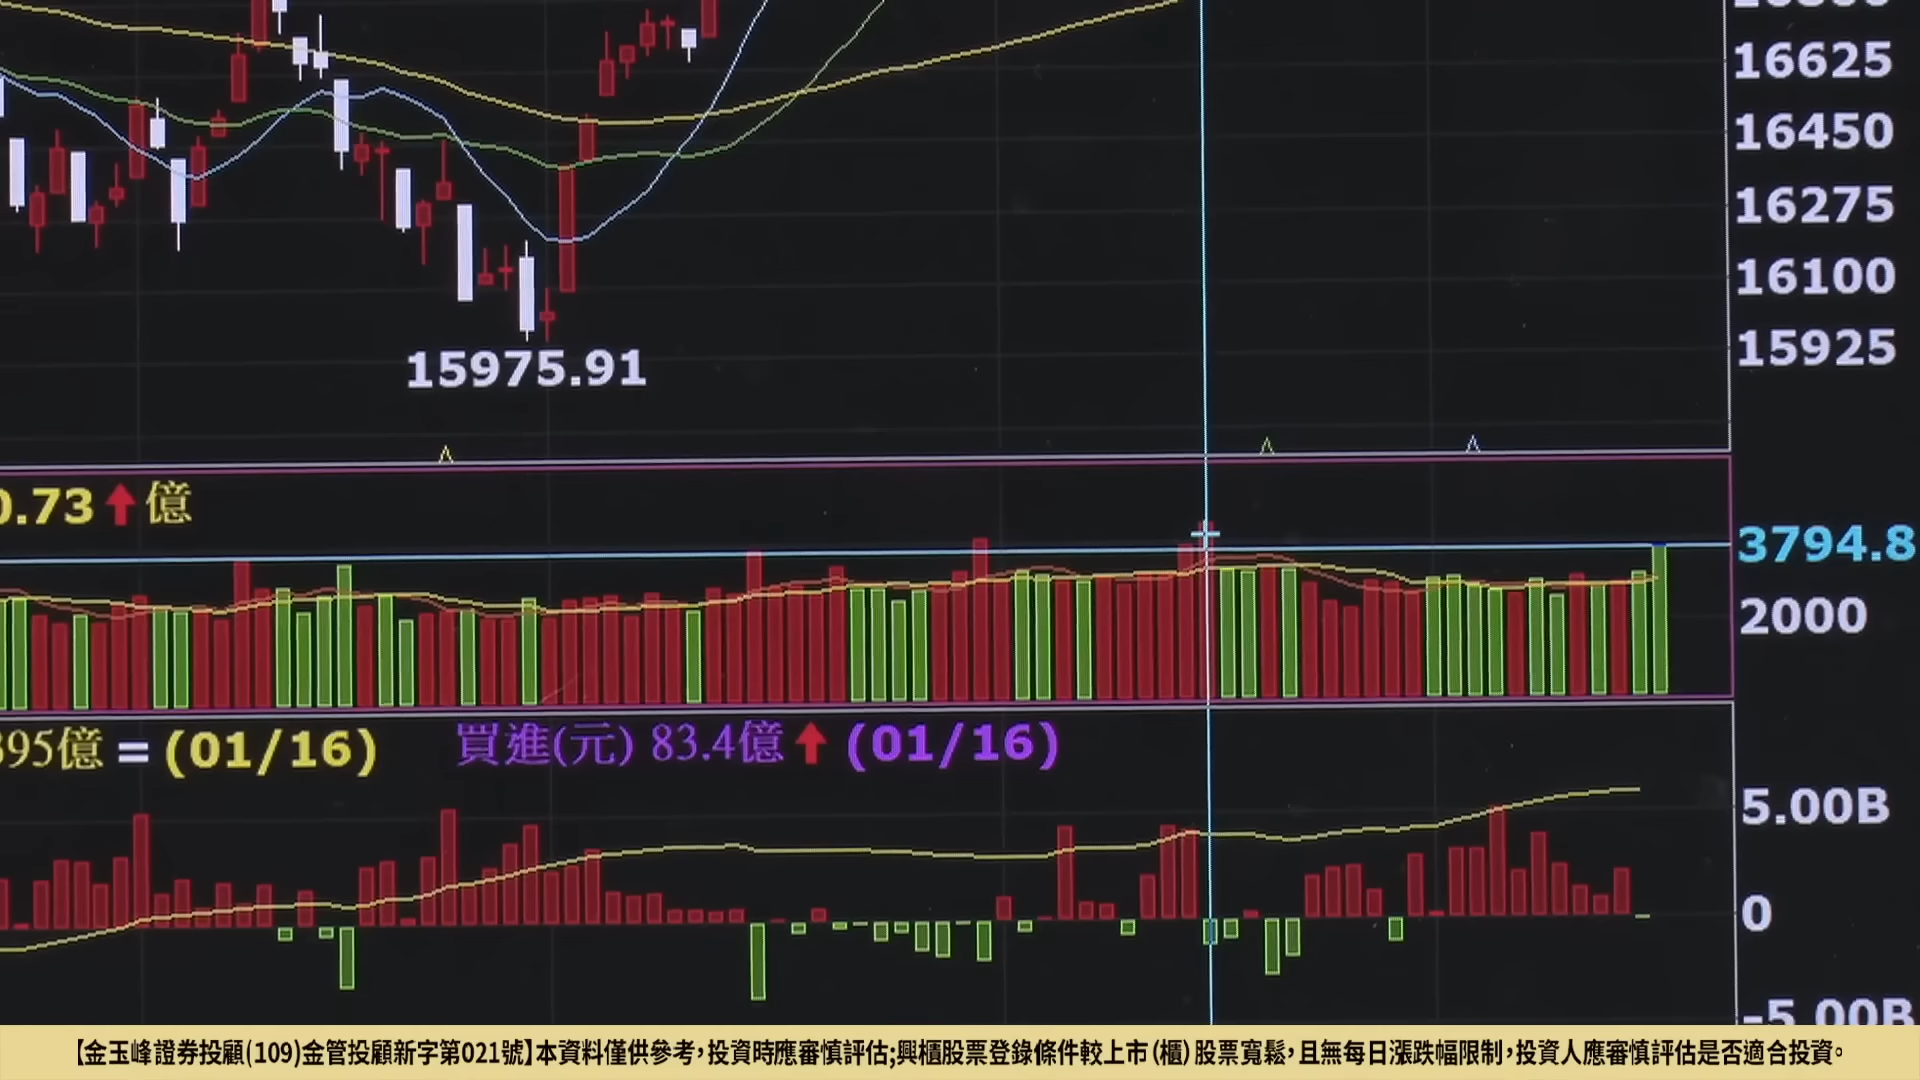 16625
16450
16275
16100
15925
15975.91
0.73 億
3794.8
2000
395億 = (01/16) 買進(元) 83.4億 (01/16)
5.00B
0
-5.00B
【金玉峰證券投顧(109)金管投顧新字第021號】本資料僅供參考,投資時應審慎評估;興櫃股票登錄條件較上市(櫃)股票寬鬆,且無每日漲跌幅限制,投資人應審慎評估是否適合投資。